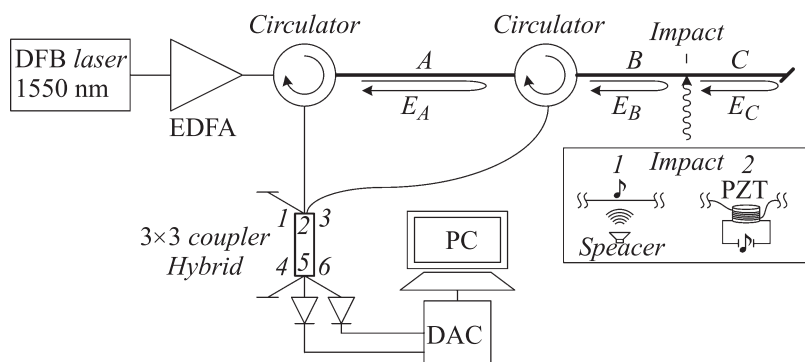 Circulator
Circulator
Impact
DFB laser
1550 nm
EDFA
A
B
C
E_A
E_B
E_C
1
Impact
2
PZT
Speacer
1
2
3
3×3 coupler
Hybrid
4
5
6
PC
DAC